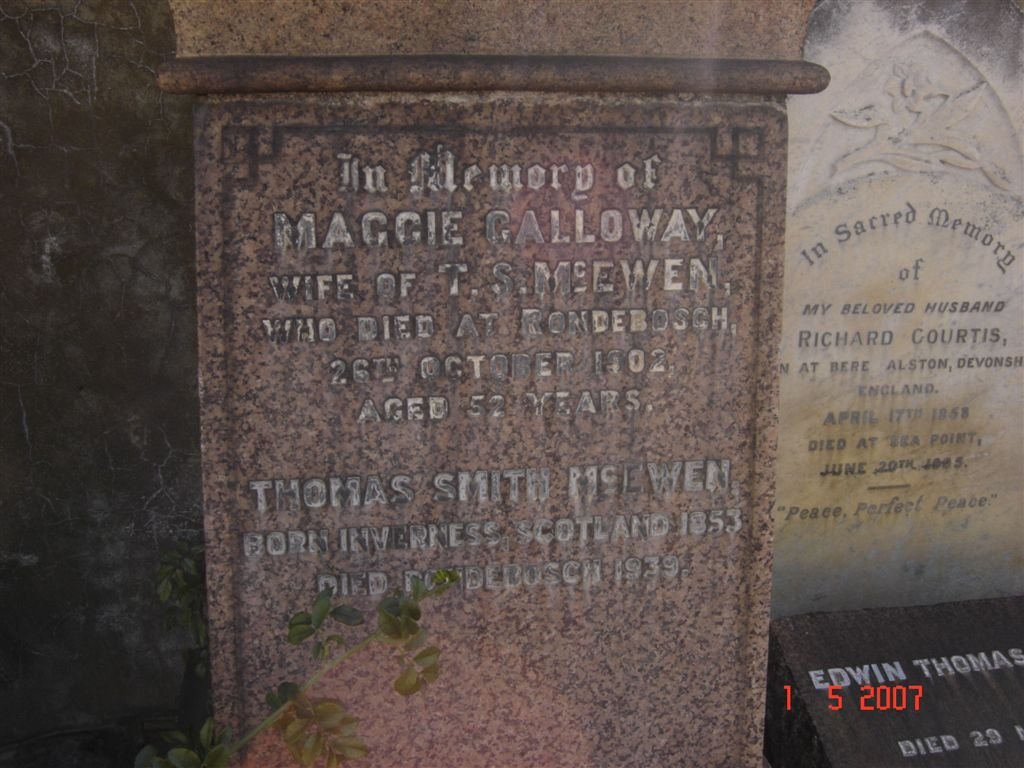 In Memory of
MAGGIE GALLOWAY,
WIFE OF T. S. McEWEN,
WHO DIED AT RONDEBOSCH,
26TH OCTOBER 1902,
AGED 52 YEARS.
THOMAS SMITH McEWEN,
BORN INVERNESS, SCOTLAND 1853
DIED RONDEBOSCH 1939.
In Sacred Memory
of
MY BELOVED HUSBAND
RICHARD COURTIS,
N AT BERE ALSTON, DEVONSH
ENGLAND.
APRIL 17TH 1858
DIED AT SEA POINT,
JUNE 20TH
"Peace, Perfect Peace."
EDWIN THOMAS
DIED 29
1 5 2007